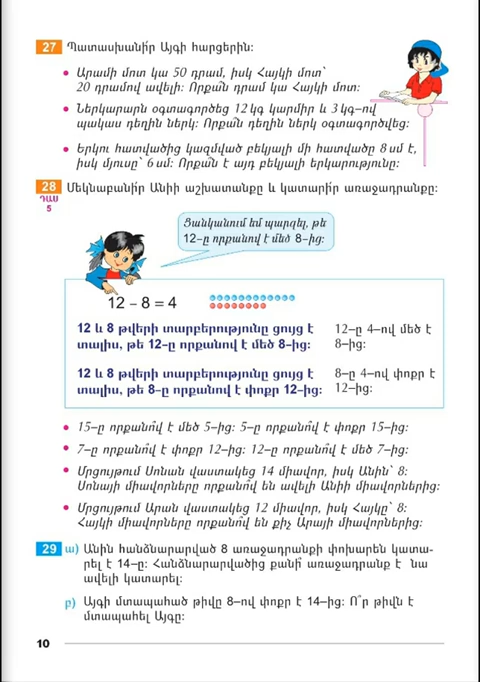 27 Պատասխանի՛ր Այգի հարցերին:
• Արամի մոտ կա 50 դրամ, իսկ Հայկի մոտ՝
20 դրամով ավելի: Որքա՞ն դրամ կա Հայկի մոտ:
• Ներկարարն օգտագործեց 12 կգ կարմիր և 3 կգ–ով
պակաս դեղին ներկ: Որքա՞ն դեղին ներկ օգտագործվեց:
• Երկու հատվածից կազմված բեկյալի մի հատվածը 8 սմ է,
իսկ մյուսը՝ 6 սմ: Որքա՞ն է այդ բեկյալի երկարությունը:
28 Մեկնաբանի՛ր Անիի աշխատանքը և կատարի՛ր առաջադրանքը:
ԴԱՍ
5
Ցանկանում եմ պարզել, թե
12–ը որքանով է մեծ 8–ից:
12 – 8 = 4
12 և 8 թվերի տարբերությունը ցույց է
տալիս, թե 12–ը որքանով է մեծ 8–ից:
12–ը 4–ով մեծ է
8–ից:
12 և 8 թվերի տարբերությունը ցույց է
տալիս, թե 8–ը որքանով է փոքր 12–ից:
8–ը 4–ով փոքր է
12–ից:
• 15–ը որքանո՞վ է մեծ 5–ից: 5–ը որքանո՞վ է փոքր 15–ից:
• 7–ը որքանո՞վ է փոքր 12–ից: 12–ը որքանո՞վ է մեծ 7–ից:
• Մրցույթում Սոնան վաստակեց 14 միավոր, իսկ Անին՝ 8:
Սոնայի միավորները որքանո՞վ են ավելի Անիի միավորներից:
• Մրցույթում Արան վաստակեց 12 միավոր, իսկ Հայկը՝ 8:
Հայկի միավորները որքանո՞վ են քիչ Արայի միավորներից:
29 ա) Անին հանձնարարված 8 առաջադրանքի փոխարեն կատա-
րել է 14–ը: Հանձնարարվածից քանի՞ առաջադրանք է նա
ավելի կատարել:
բ) Այգի մտապահած թիվը 8–ով փոքր է 14–ից: Ո՞ր թիվն է
մտապահել Այգը:
10